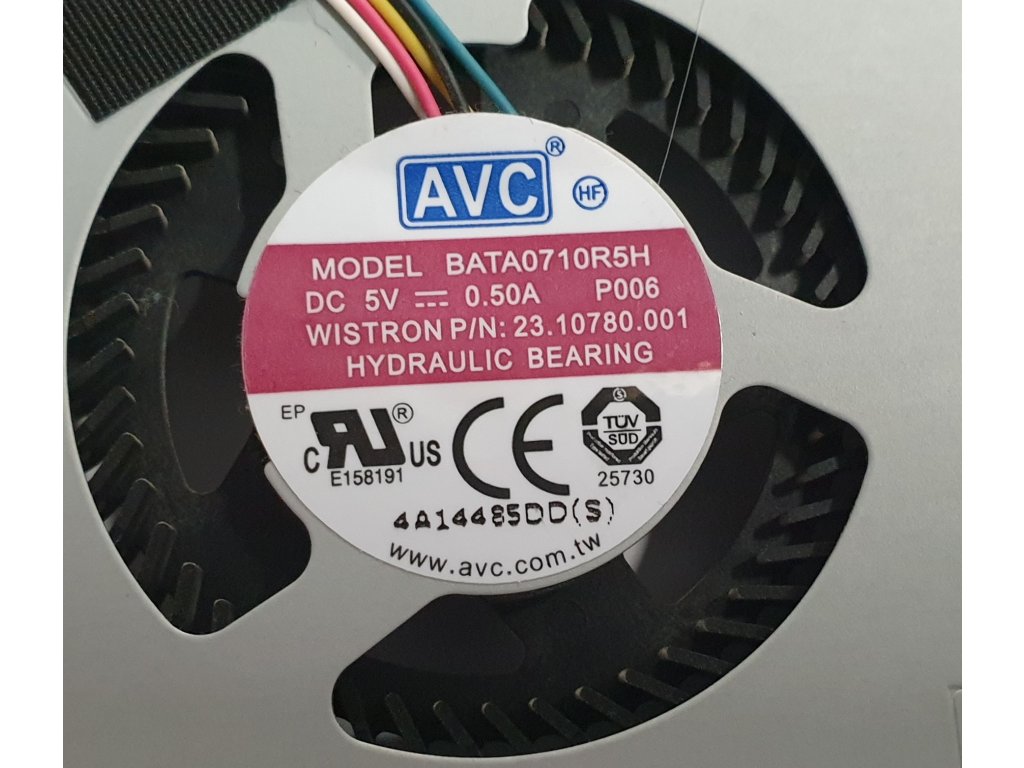 AVC ®
HF
MODEL BATA0710R5H
DC 5V ⎓ 0.50A P006
WISTRON P/N: 23.10780.001
HYDRAULIC BEARING
EP
c RU ® US
E158191
CE
TÜV
SÜD
25730
4A14485DD(S)
www.avc.com.tw